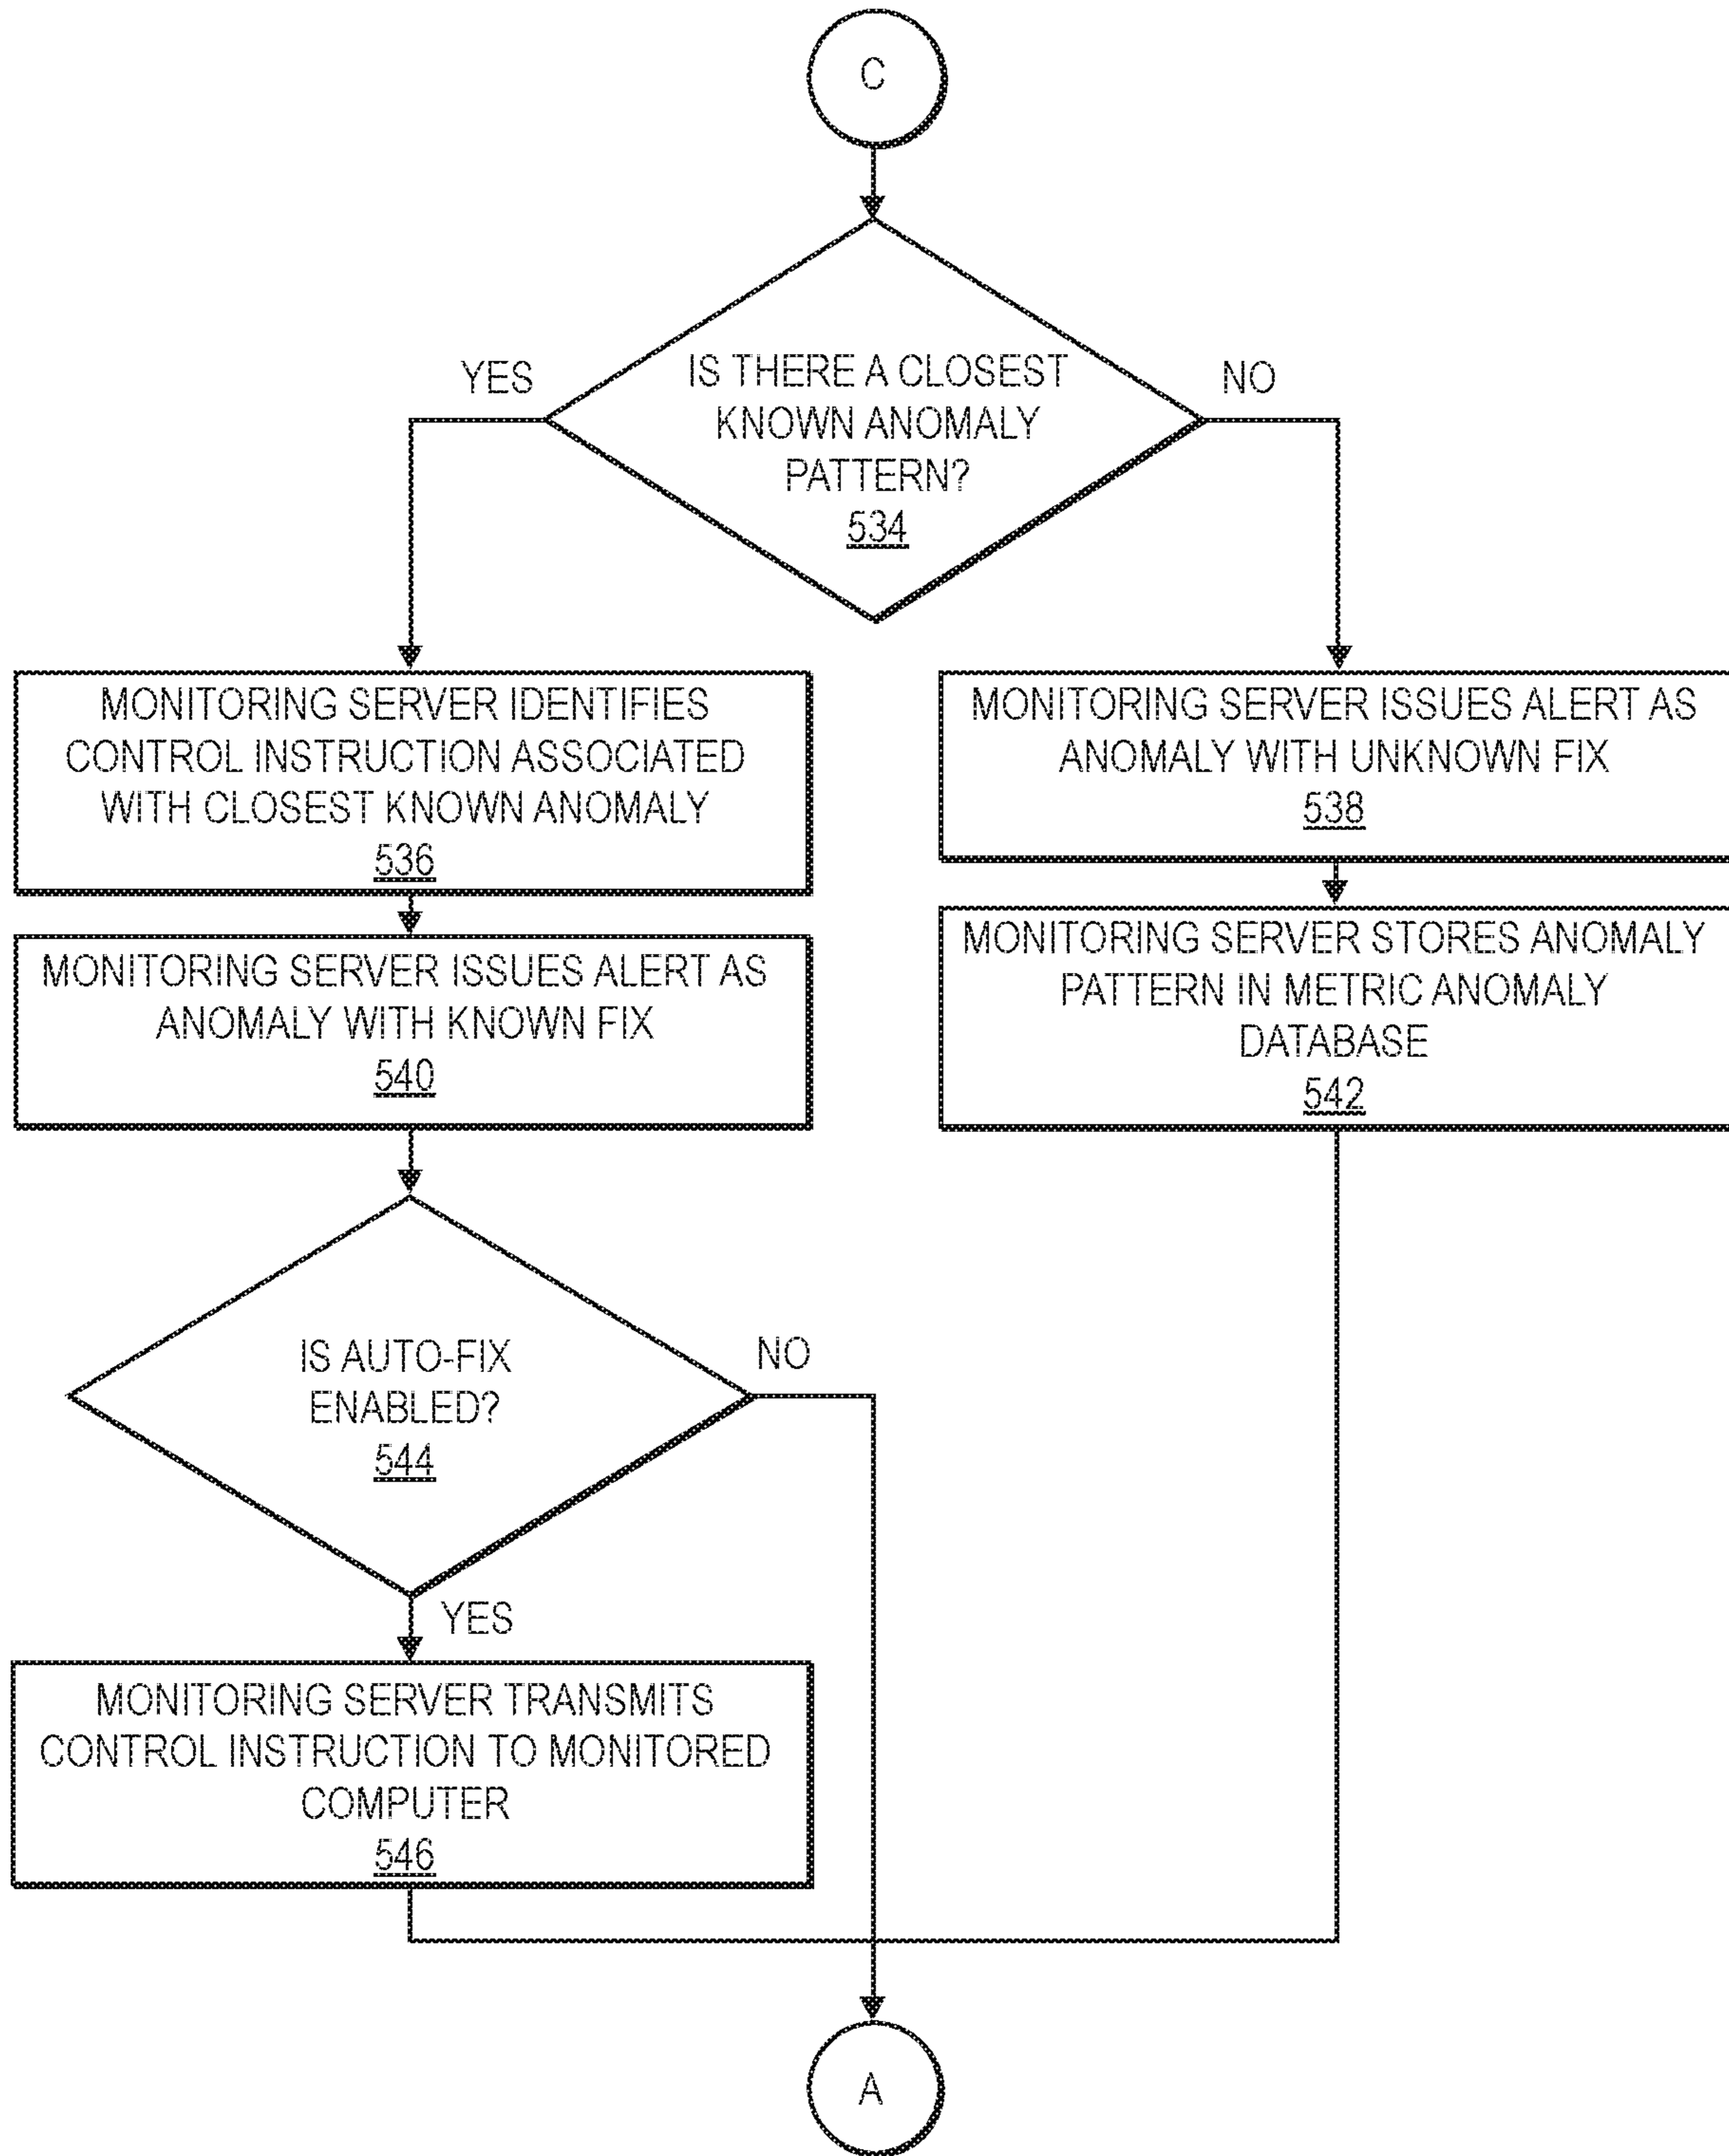 C
IS THERE A CLOSEST
KNOWN ANOMALY
PATTERN?
534
YES
NO
MONITORING SERVER IDENTIFIES
CONTROL INSTRUCTION ASSOCIATED
WITH CLOSEST KNOWN ANOMALY
536
MONITORING SERVER ISSUES ALERT AS
ANOMALY WITH UNKNOWN FIX
538
MONITORING SERVER ISSUES ALERT AS
ANOMALY WITH KNOWN FIX
540
MONITORING SERVER STORES ANOMALY
PATTERN IN METRIC ANOMALY
DATABASE
542
IS AUTO-FIX
ENABLED?
544
NO
YES
MONITORING SERVER TRANSMITS
CONTROL INSTRUCTION TO MONITORED
COMPUTER
546
A